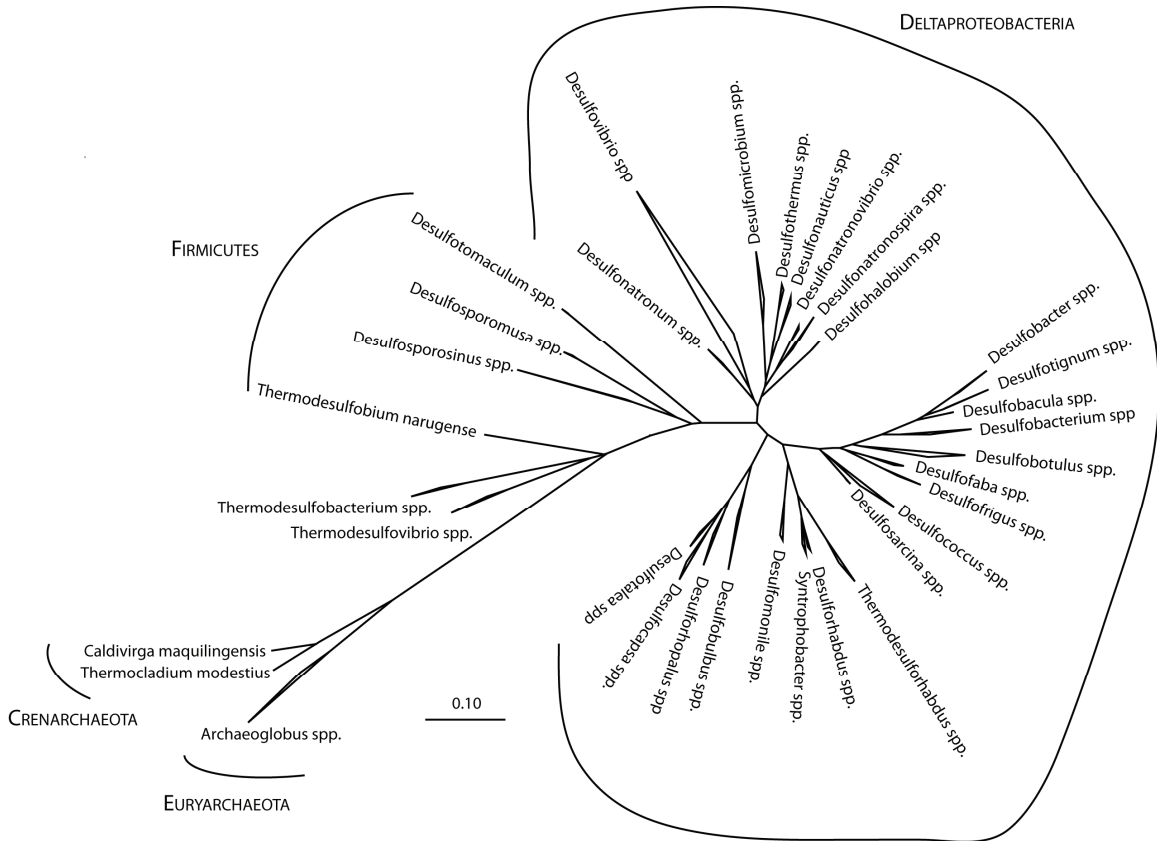 DELTAPROTEOBACTERIA
Desulfovibrio spp
Desulfomicrobium spp.
Desulfothermus spp.
Desulfonauticus spp
Desulfonatronovibrio spp.
Desulfonatronospira spp.
Desulfohalobium spp
Desulfonatronum spp.
FIRMICUTES
Desulfotomaculum spp.
Desulfosporomusa spp.
Desulfosporosinus spp.
Thermodesulfobium narugense
Desulfobacter spp.
Desulfotignum spp.
Desulfobacula spp.
Desulfobacterium spp
Desulfobotulus spp.
Desulfofaba spp.
Desulfofrigus spp.
Desulfococcus spp.
Desulfosarcina spp.
Thermodesulfobacterium spp.
Thermodesulfovibrio spp.
Desulfotalea spp
Desulfocapsa spp.
Desulforhopalus spp
Desulfobulbus spp.
Desulfomonile spp.
Syntrophobacter spp.
Desulforhabdus spp.
Thermodesulforhabdus spp.
Caldivirga maquilingensis
Thermocladium modestius
CRENARCHAEOTA
Archaeoglobus spp.
EURYARCHAEOTA
0.10